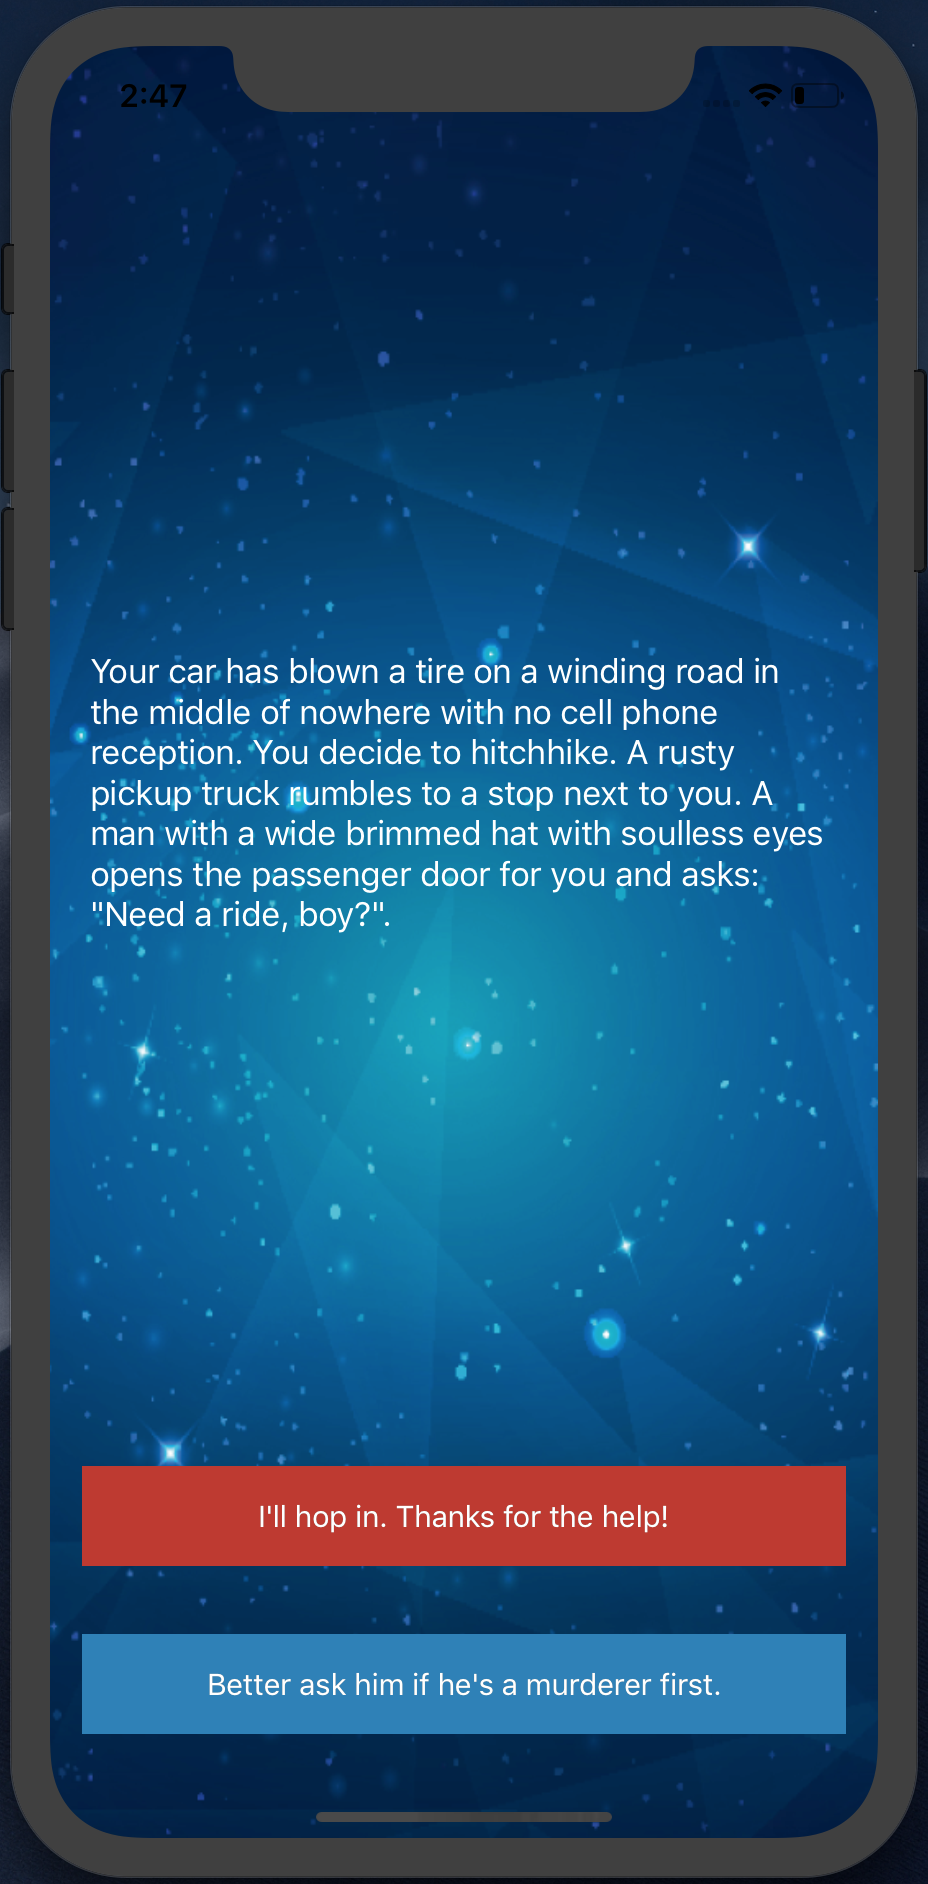 2:47
Your car has blown a tire on a winding road in
the middle of nowhere with no cell phone
reception. You decide to hitchhike. A rusty
pickup truck rumbles to a stop next to you. A
man with a wide brimmed hat with soulless eyes
opens the passenger door for you and asks:
"Need a ride, boy?".
I'll hop in. Thanks for the help!
Better ask him if he's a murderer first.